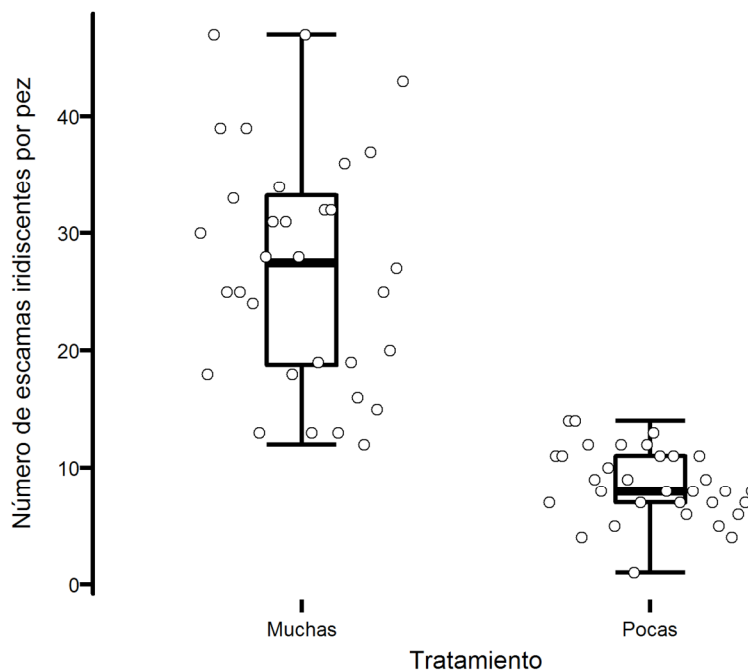 Número de escamas iridiscentes por pez
40
30
20
10
0
Muchas
Pocas
Tratamiento